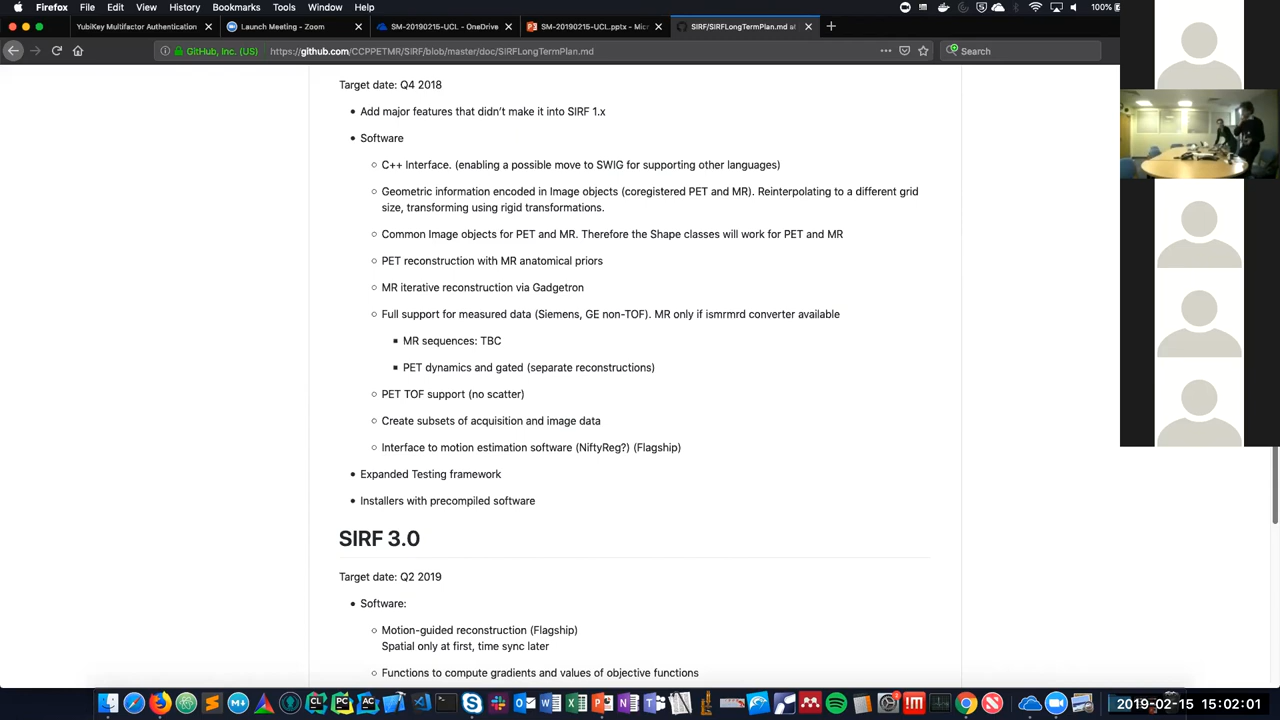 Firefox File Edit View History Bookmarks Tools Window Help 100%
YubiKey Multifactor Authentication
Launch Meeting - Zoom
SM-20190215-UCL - OneDrive
SM-20190215-UCL.pptx - Mic
SIRF/SIRFLongTermPlan.md at
GitHub, Inc. (US)
https://github.com/CCPPETMR/SIRF/blob/master/doc/SIRFLongTermPlan.md
Search
Target date: Q4 2018
Add major features that didn't make it into SIRF 1.x
Software
C++ Interface. (enabling a possible move to SWIG for supporting other languages)
Geometric information encoded in Image objects (coregistered PET and MR). Reinterpolating to a different grid
size, transforming using rigid transformations.
Common Image objects for PET and MR. Therefore the Shape classes will work for PET and MR
PET reconstruction with MR anatomical priors
MR iterative reconstruction via Gadgetron
Full support for measured data (Siemens, GE non-TOF). MR only if ismrmrd converter available
MR sequences: TBC
PET dynamics and gated (separate reconstructions)
PET TOF support (no scatter)
Create subsets of acquisition and image data
Interface to motion estimation software (NiftyReg?) (Flagship)
Expanded Testing framework
Installers with precompiled software
SIRF 3.0
Target date: Q2 2019
Software:
Motion-guided reconstruction (Flagship)
Spatial only at first, time sync later
Functions to compute gradients and values of objective functions
2019-02-15 15:02:01